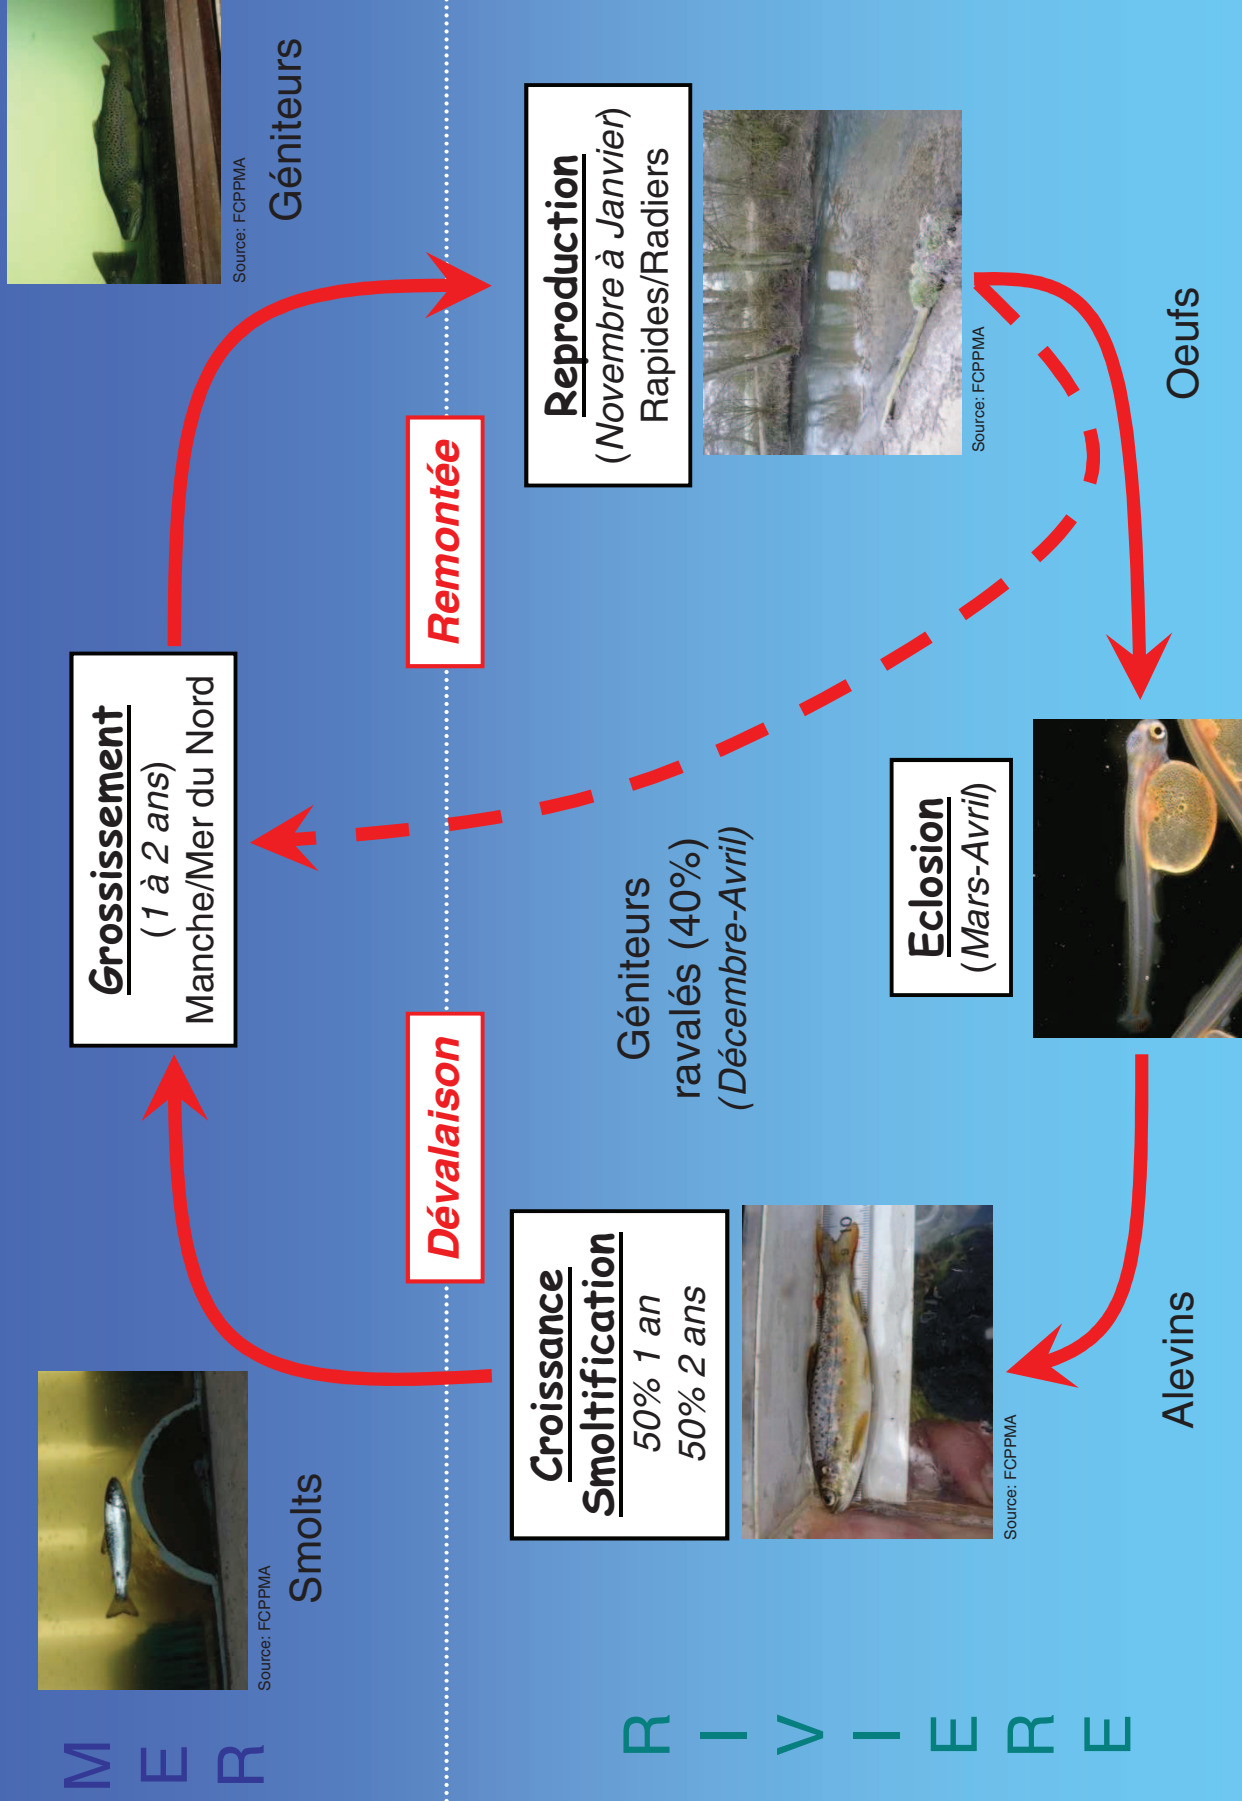 MER
Source: FCPPMA
Smolts
Grossissement
(1 à 2 ans)
Manche/Mer du Nord
Source: FCPPMA
Géniteurs
Dévalaison
Remontée
RIVIERE
Croissance
Smoltification
50% 1 an
50% 2 ans
9 10
Source: FCPPMA
Géniteurs
ravalés (40%)
(Décembre-Avril)
Reproduction
(Novembre à Janvier)
Rapides/Radiers
Source: FCPPMA
Eclosion
(Mars-Avril)
Alevins
Oeufs